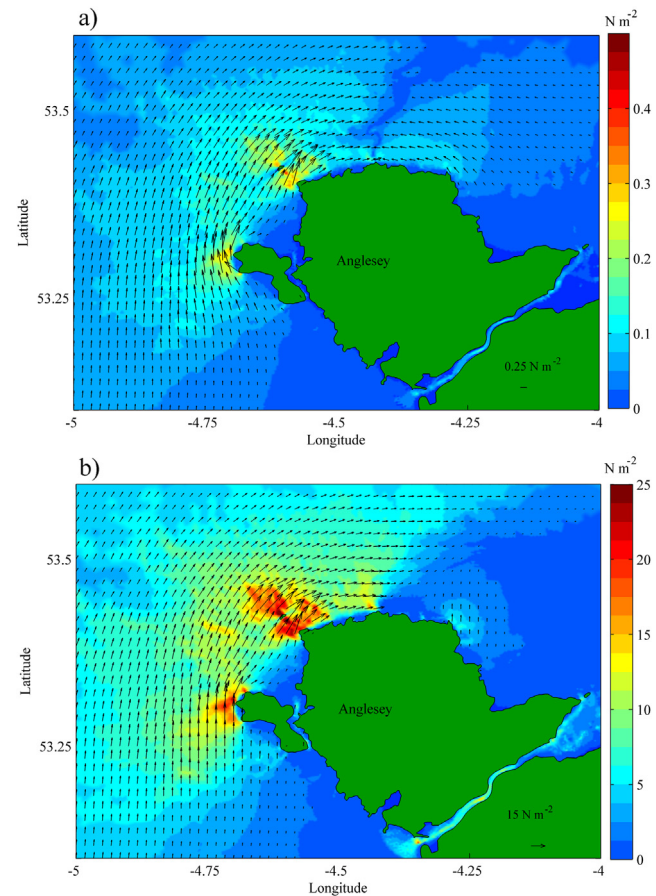 a)
N m-2
0.4
53.5
0.3
Latitude
0.2
Anglesey
53.25
0.1
0.25 N m-2
0
-5 -4.75 -4.5 -4.25 -4
Longitude
b)
N m-2
25
20
53.5
15
Latitude
10
Anglesey
53.25
5
15 N m-2
0
-5 -4.75 -4.5 -4.25 -4
Longitude